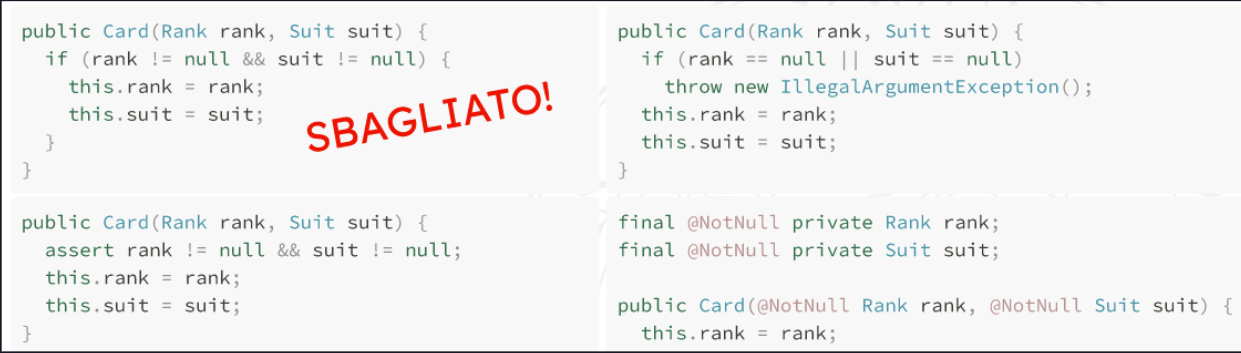 public Card(Rank rank, Suit suit) {
  if (rank != null && suit != null) {
    this.rank = rank;
    this.suit = suit;
  }
}
SBAGLIATO!
public Card(Rank rank, Suit suit) {
  if (rank == null || suit == null)
    throw new IllegalArgumentException();
  this.rank = rank;
  this.suit = suit;
}
public Card(Rank rank, Suit suit) {
  assert rank != null && suit != null;
  this.rank = rank;
  this.suit = suit;
}
final @NotNull private Rank rank;
final @NotNull private Suit suit;

public Card(@NotNull Rank rank, @NotNull Suit suit) {
  this.rank = rank;